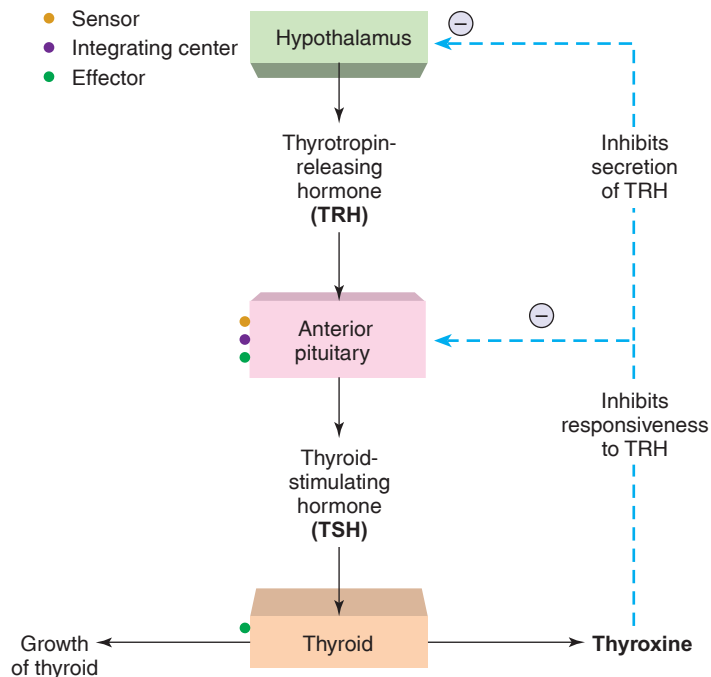 Sensor
Integrating center
Effector
Hypothalamus
−
Thyrotropin-
releasing
hormone
(TRH)
Inhibits
secretion
of TRH
Anterior
pituitary
−
Inhibits
responsiveness
to TRH
Thyroid-
stimulating
hormone
(TSH)
Growth
of thyroid
Thyroid
Thyroxine